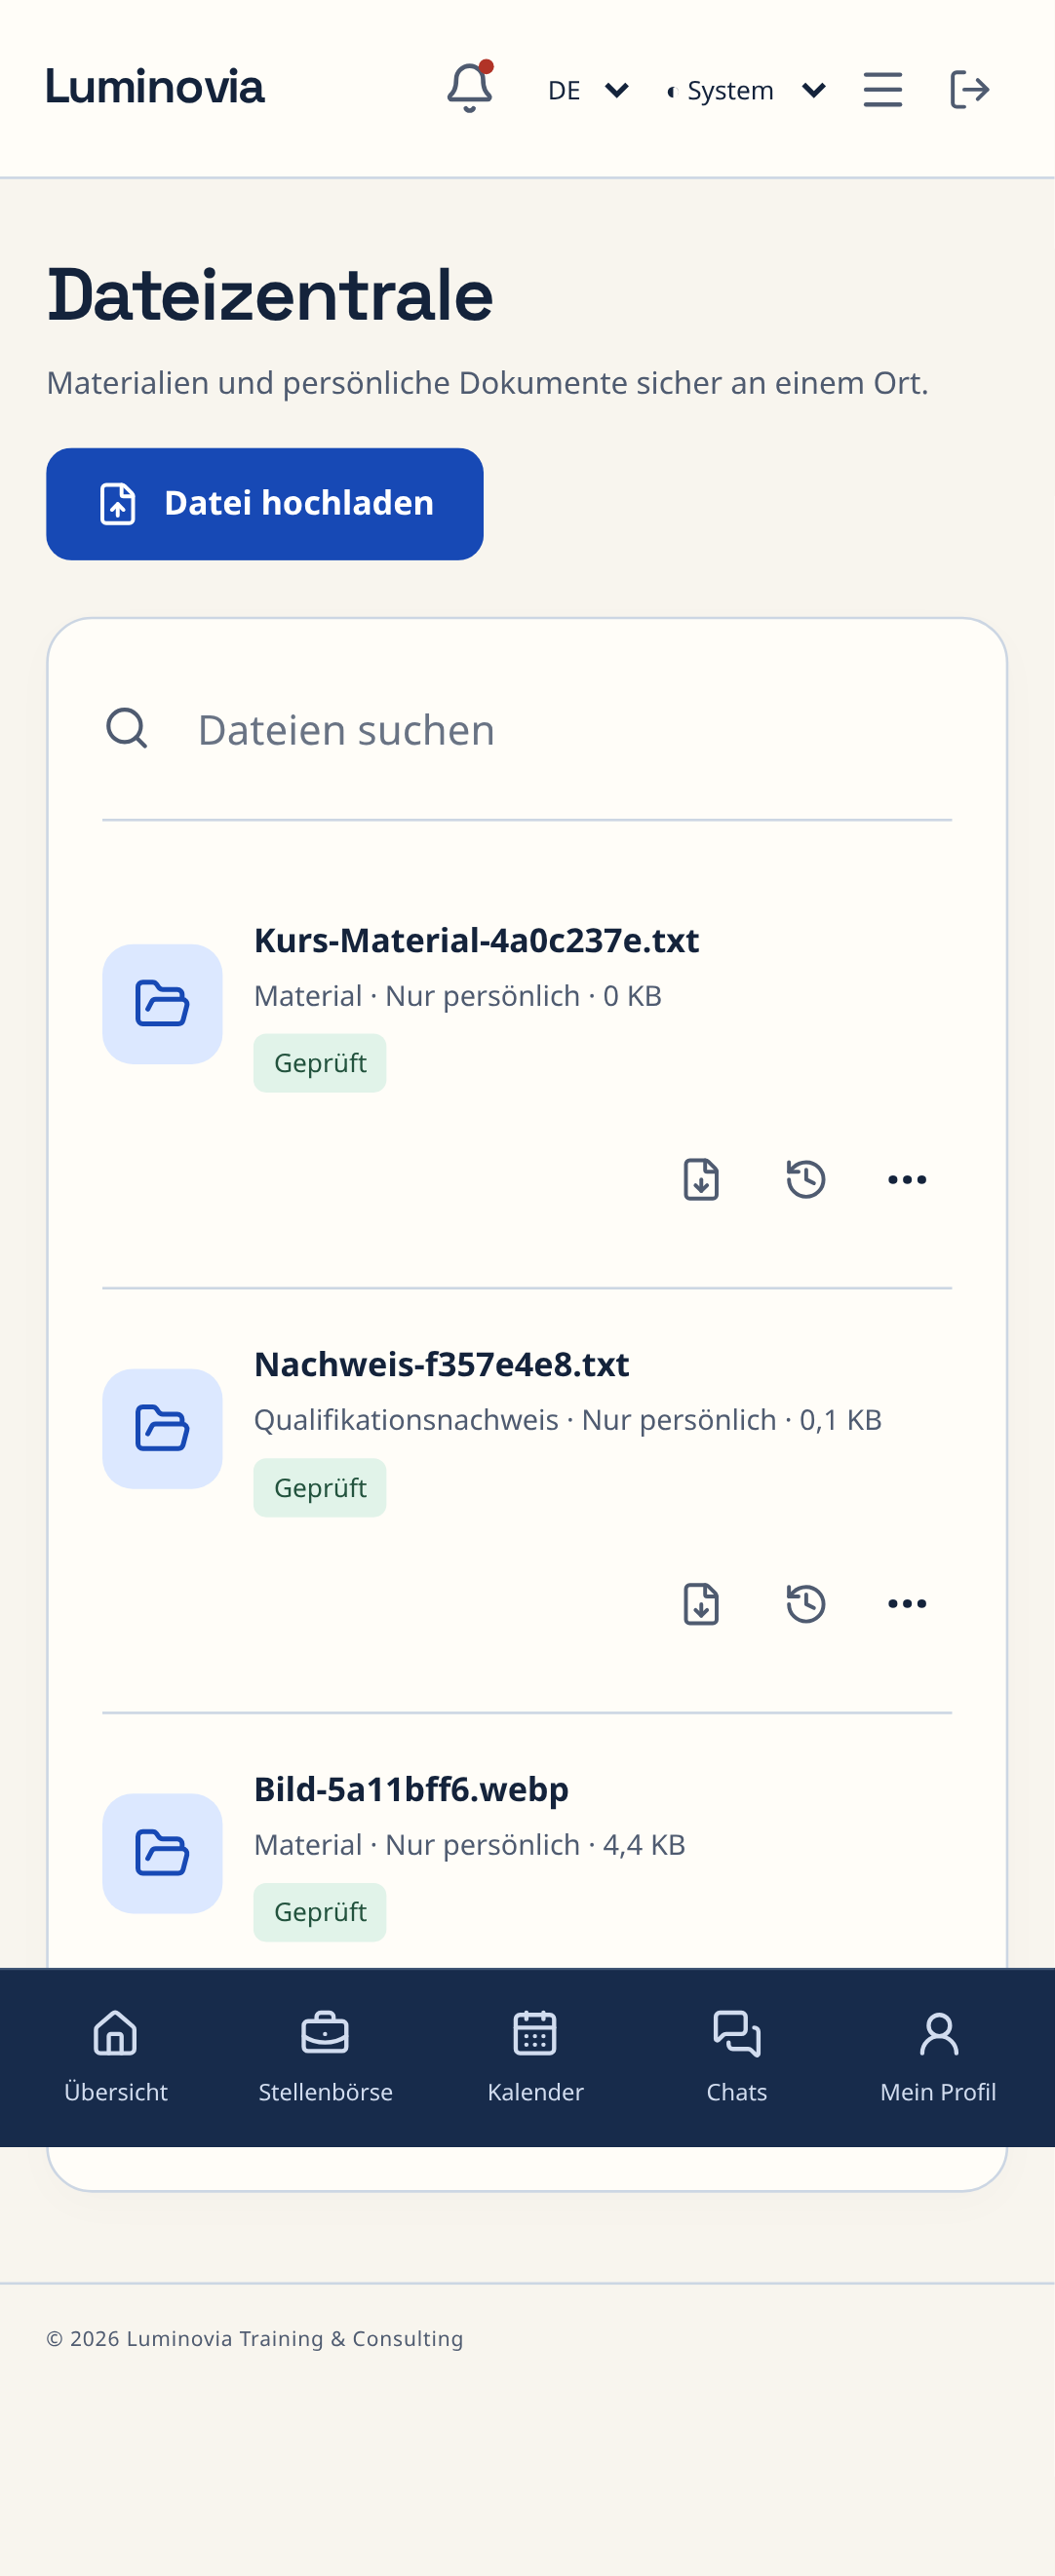 Luminovia
DE
System
Dateizentrale
Materialien und persönliche Dokumente sicher an einem Ort.
Datei hochladen
Dateien suchen
Kurs-Material-4a0c237e.txt
Material · Nur persönlich · 0 KB
Geprüft
Nachweis-f357e4e8.txt
Qualifikationsnachweis · Nur persönlich · 0,1 KB
Geprüft
Bild-5a11bff6.webp
Material · Nur persönlich · 4,4 KB
Geprüft
Übersicht
Stellenbörse
Kalender
Chats
Mein Profil
© 2026 Luminovia Training & Consulting